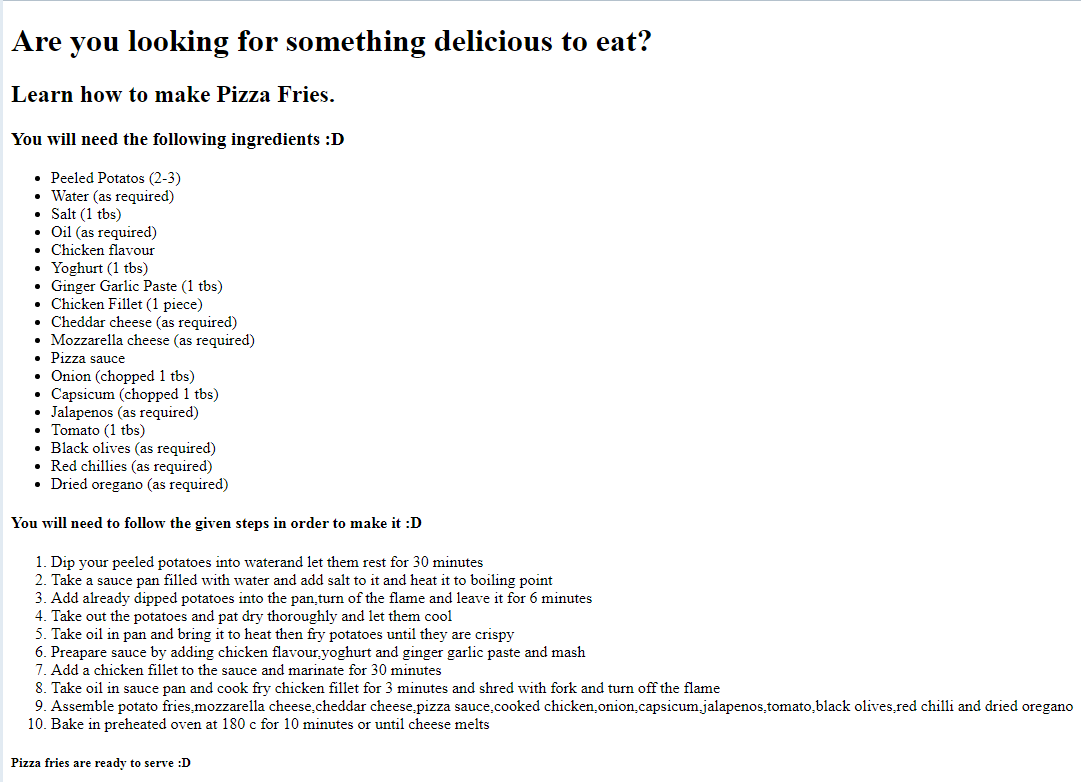 Are you looking for something delicious to eat?
Learn how to make Pizza Fries.
You will need the following ingredients :D
• Peeled Potatos (2-3)
• Water (as required)
• Salt (1 tbs)
• Oil (as required)
• Chicken flavour
• Yoghurt (1 tbs)
• Ginger Garlic Paste (1 tbs)
• Chicken Fillet (1 piece)
• Cheddar cheese (as required)
• Mozzarella cheese (as required)
• Pizza sauce
• Onion (chopped 1 tbs)
• Capsicum (chopped 1 tbs)
• Jalapenos (as required)
• Tomato (1 tbs)
• Black olives (as required)
• Red chillies (as required)
• Dried oregano (as required)
You will need to follow the given steps in order to make it :D
1. Dip your peeled potatoes into waterand let them rest for 30 minutes
2. Take a sauce pan filled with water and add salt to it and heat it to boiling point
3. Add already dipped potatoes into the pan,turn of the flame and leave it for 6 minutes
4. Take out the potatoes and pat dry thoroughly and let them cool
5. Take oil in pan and bring it to heat then fry potatoes until they are crispy
6. Preapare sauce by adding chicken flavour,yoghurt and ginger garlic paste and mash
7. Add a chicken fillet to the sauce and marinate for 30 minutes
8. Take oil in sauce pan and cook fry chicken fillet for 3 minutes and shred with fork and turn off the flame
9. Assemble potato fries,mozzarella cheese,cheddar cheese,pizza sauce,cooked chicken,onion,capsicum,jalapenos,tomato,black olives,red chilli and dried oregano
10. Bake in preheated oven at 180 c for 10 minutes or until cheese melts
Pizza fries are ready to serve :D